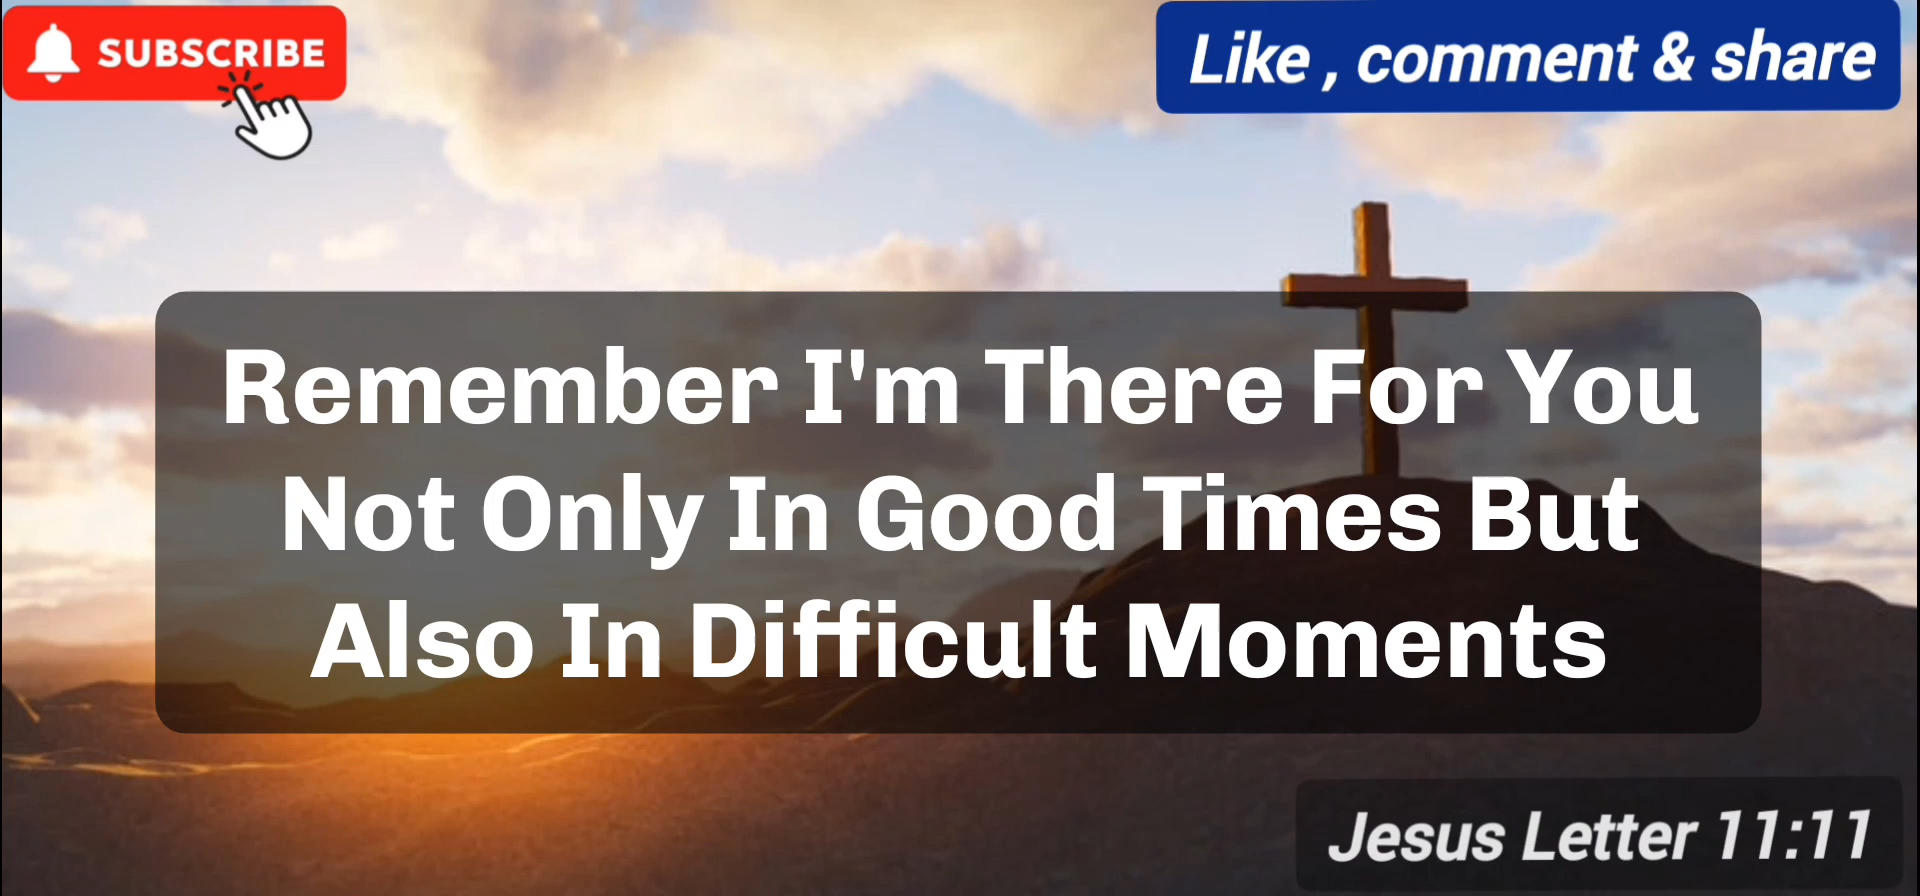 SUBSCRIBE
Like , comment & share
Remember I'm There For You
Not Only In Good Times But
Also In Difficult Moments
Jesus Letter 11:11